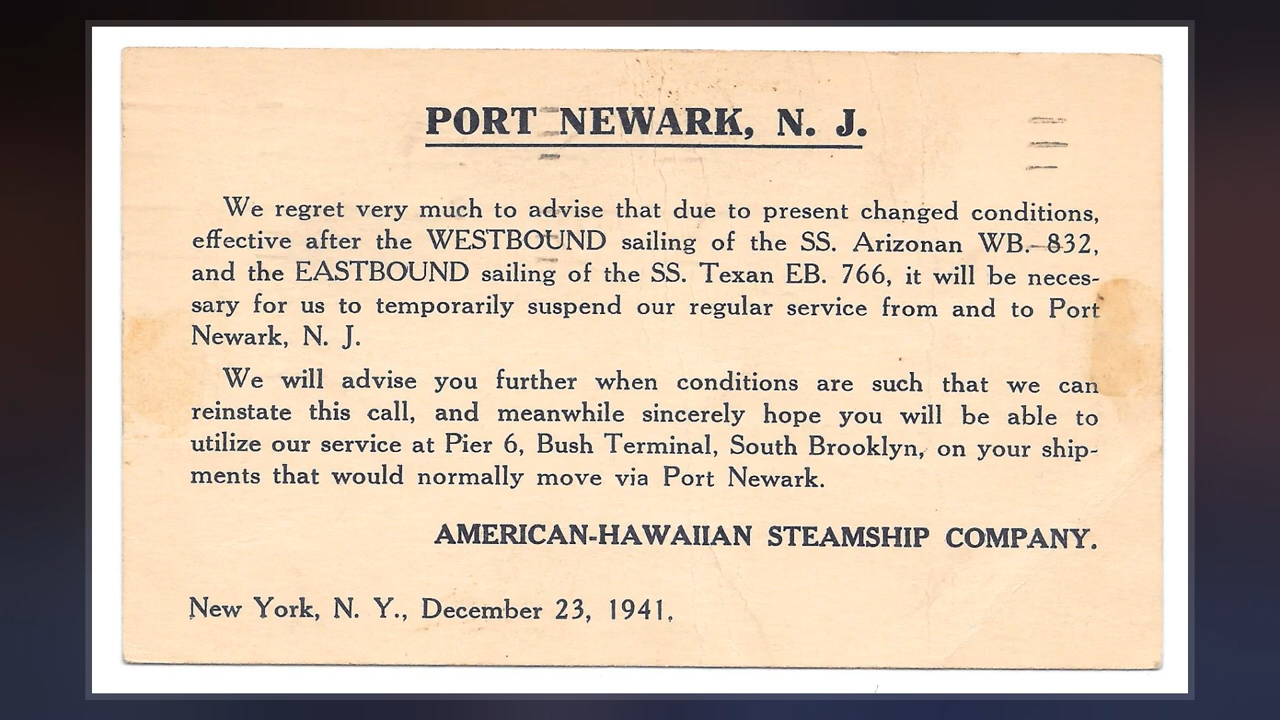 PORT NEWARK, N. J.
We regret very much to advise that due to present changed conditions,
effective after the WESTBOUND sailing of the SS. Arizonan WB.-832,
and the EASTBOUND sailing of the SS. Texan EB. 766, it will be neces-
sary for us to temporarily suspend our regular service from and to Port
Newark, N. J.
We will advise you further when conditions are such that we can
reinstate this call, and meanwhile sincerely hope you will be able to
utilize our service at Pier 6, Bush Terminal, South Brooklyn, on your ship-
ments that would normally move via Port Newark.
AMERICAN-HAWAIIAN STEAMSHIP COMPANY.
New York, N. Y., December 23, 1941.